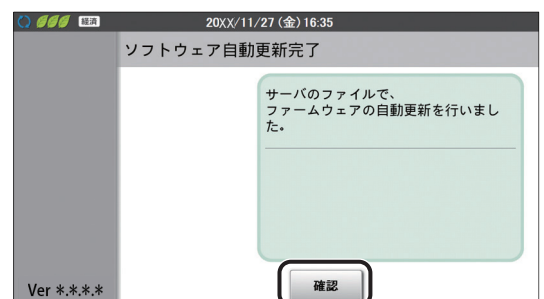 経済
20XX/11/27 (金) 16:35
ソフトウェア自動更新完了
サーバのファイルで、
ファームウェアの自動更新を行いまし
た。
確認
Ver *.*.*.*